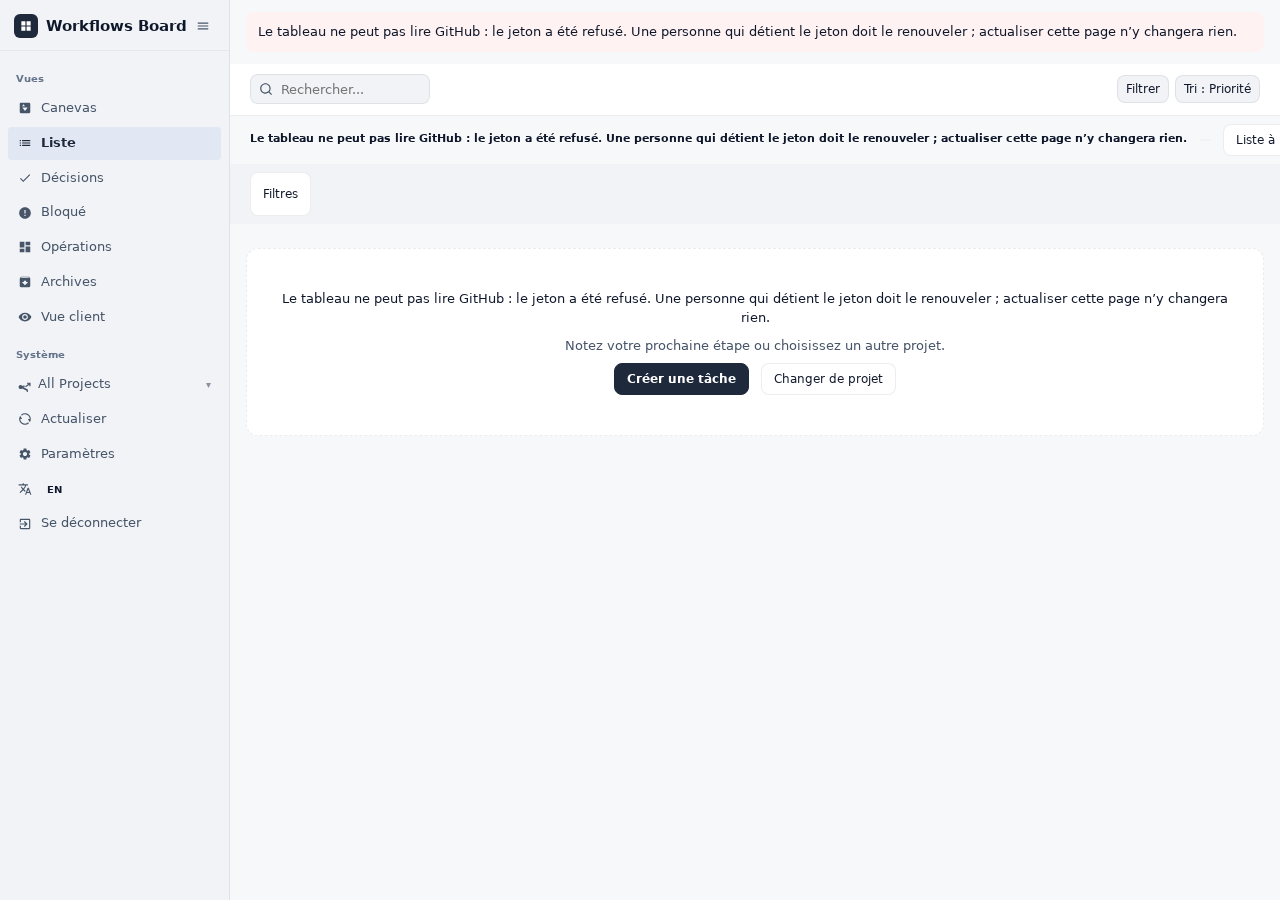 Workflows Board
Le tableau ne peut pas lire GitHub : le jeton a été refusé. Une personne qui détient le jeton doit le renouveler ; actualiser cette page n’y changera rien.
Vues
Canevas
Liste
Décisions
Bloqué
Opérations
Archives
Vue client
Système
All Projects
Actualiser
Paramètres
EN
Se déconnecter
Rechercher...
Filtrer
Tri : Priorité
Le tableau ne peut pas lire GitHub : le jeton a été refusé. Une personne qui détient le jeton doit le renouveler ; actualiser cette page n’y changera rien.
Liste à
Filtres
Le tableau ne peut pas lire GitHub : le jeton a été refusé. Une personne qui détient le jeton doit le renouveler ; actualiser cette page n’y changera
rien.
Notez votre prochaine étape ou choisissez un autre projet.
Créer une tâche
Changer de projet